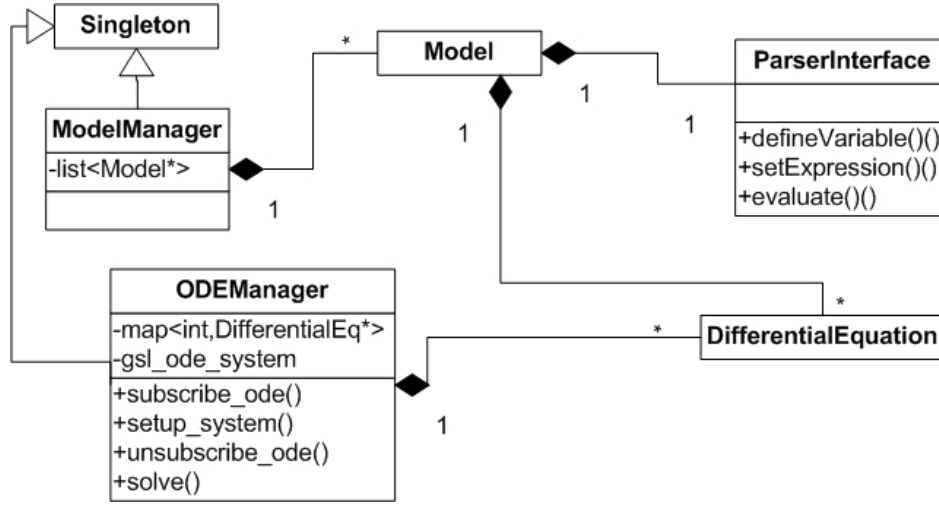 Singleton
*
Model
1
1
1
ParserInterface
+defineVariable()()
+setExpression()()
+evaluate()()
ModelManager
-list<Model*>
1
ODEManager
-map<int,DifferentialEq*>
-gsl_ode_system
+subscribe_ode()
+setup_system()
+unsubscribe_ode()
+solve()
1
*
*
DifferentialEquation